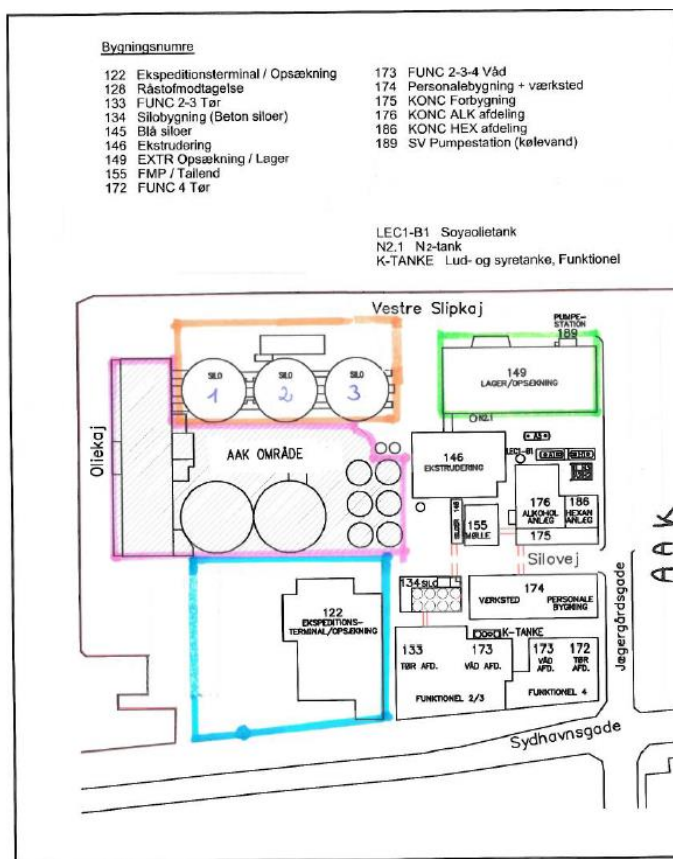 Bygningsnumre
122 Ekspeditionsterminal / Opsækning
128 Råstofmodtagelse
133 FUNC 2-3 Tør
134 Silobygning (Beton siloer)
145 Blå siloer
146 Ekstrudering
149 EXTR Opsækning / Lager
155 FMP / Tailend
172 FUNC 4 Tør
173 FUNC 2-3-4 Våd
174 Personalebygning + værksted
175 KONC Forbygning
176 KONC ALK afdeling
186 KONC HEX afdeling
189 SV Pumpestation (kølevand)
LEC1-B1 Soyaolietank
N2.1 N2-tank
K-TANKE Lud- og syretanke, Funktionel
Vestre Slipkaj
PUMPE-
STATION
189
SILO
1
SILO
2
SILO
3
149
LAGER/OPSÆKNING
N2.1
Oliekaj
AAK OMRÅDE
146
EKSTRUDERING
LEC1-B1
A3
176
ALKOHOL
ANLÆG
186
HEXAN
ANLÆG
155
MØLLE
175
Silovej
AAK
134 SILO
174
VÆRKSTED
PERSONALE
BYGNING
122
EKSPEDITIONS-
TERMINAL/OPSÆKNING
K-TANKE
133
TØR AFD.
173
VÅD AFD.
173
VÅD
AFD.
172
TØR
AFD.
FUNKTIONEL 2/3
FUNKTIONEL 4
Jægergårdsgade
Sydhavnsgade